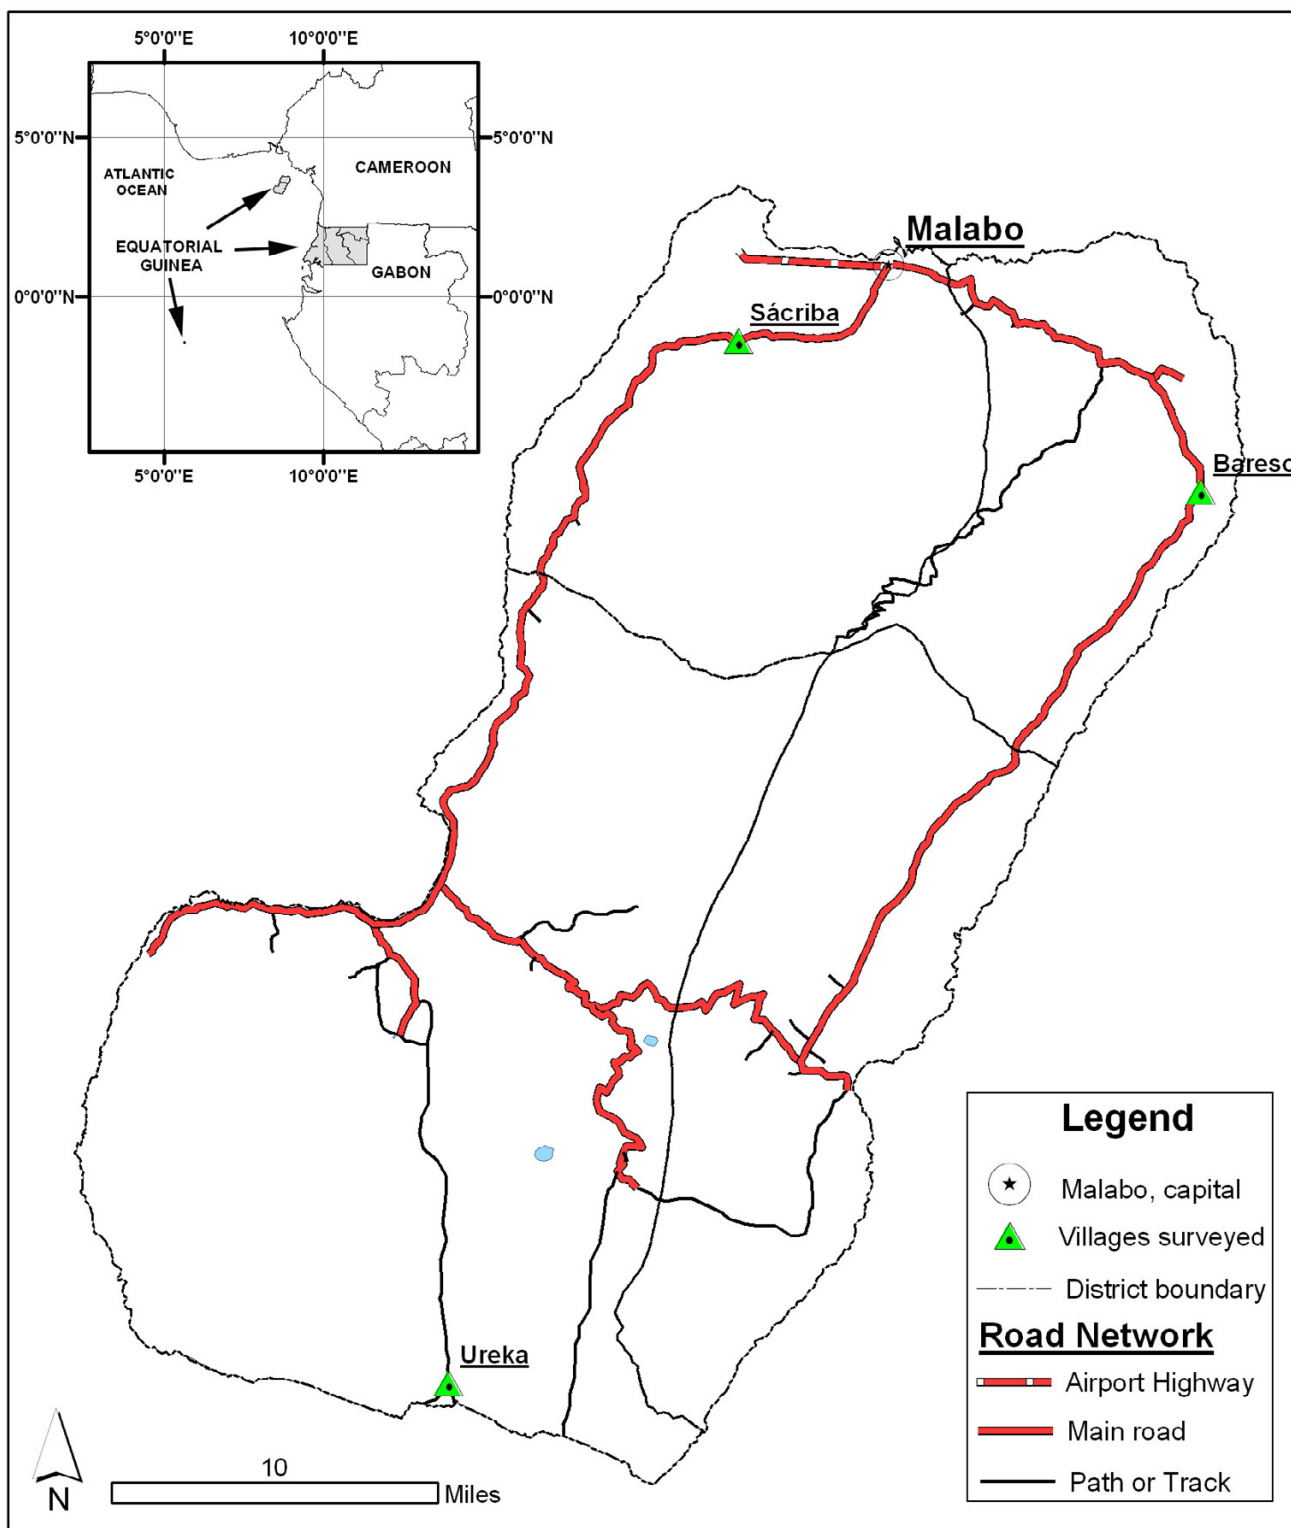 5°0'0"E
10°0'0"E
5°0'0"N
5°0'0"N
ATLANTIC
OCEAN
CAMEROON
EQUATORIAL
GUINEA
GABON
0°0'0"N
0°0'0"N
5°0'0"E
10°0'0"E
Malabo
Sácriba
Bareso
Ureka
Legend
Malabo, capital
Villages surveyed
District boundary
Road Network
Airport Highway
Main road
Path or Track
10
Miles
N